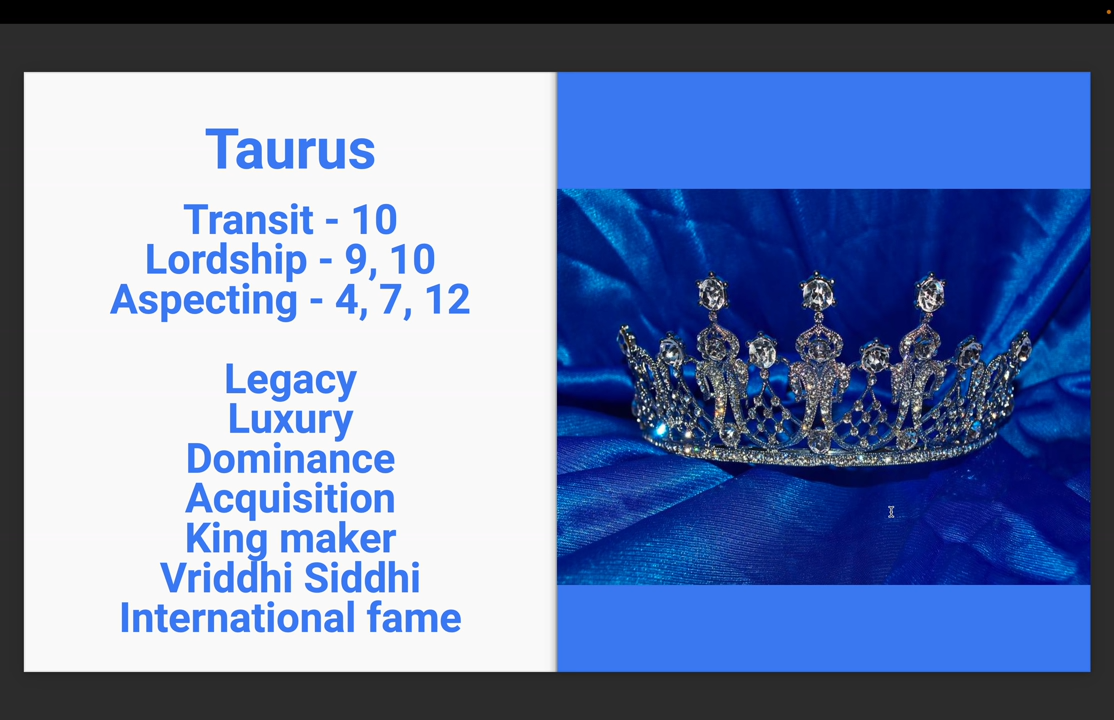 Taurus
Transit - 10
Lordship - 9, 10
Aspecting - 4, 7, 12
Legacy
Luxury
Dominance
Acquisition
King maker
Vriddhi Siddhi
International fame